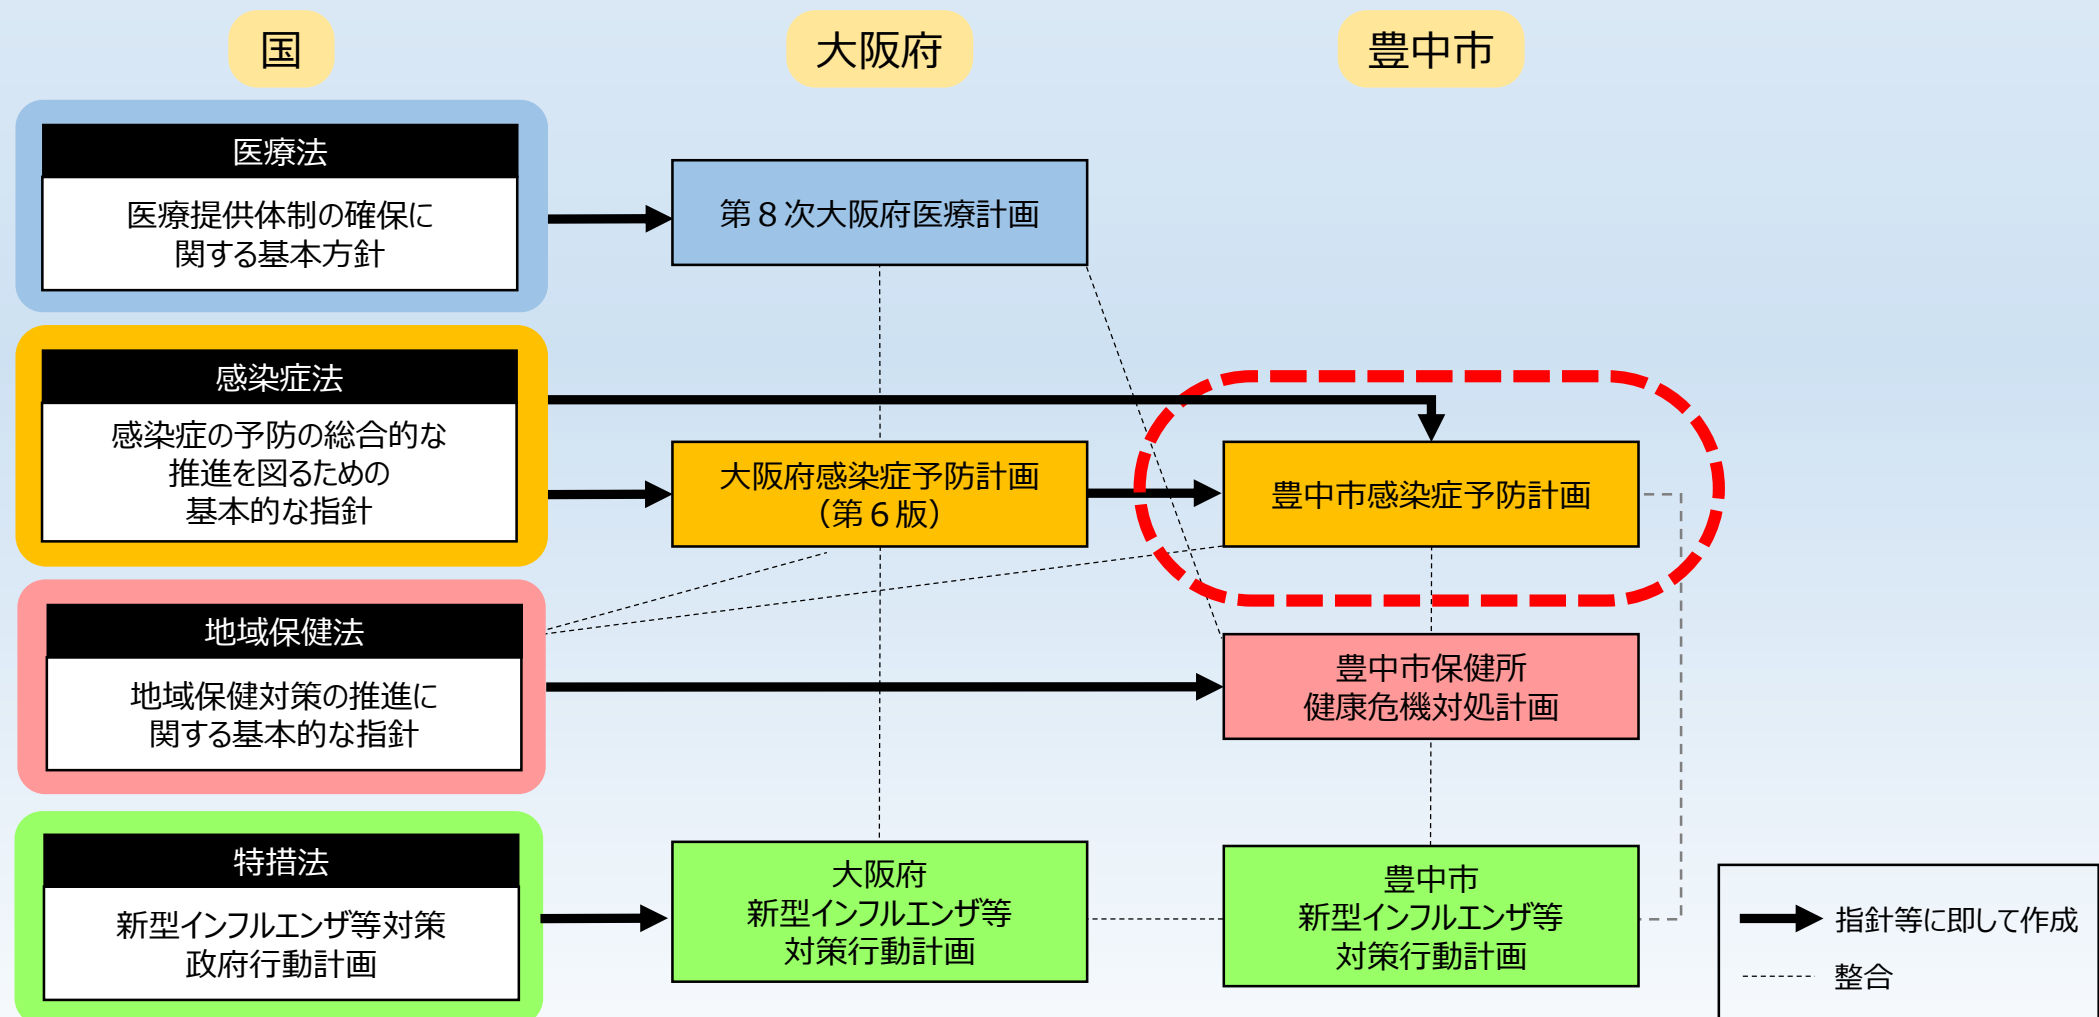 国
大阪府
豊中市
医療法
医療提供体制の確保に
関する基本方針
第８次大阪府医療計画
感染症法
感染症の予防の総合的な
推進を図るための
基本的な指針
大阪府感染症予防計画
（第６版）
豊中市感染症予防計画
地域保健法
地域保健対策の推進に
関する基本的な指針
豊中市保健所
健康危機対処計画
特措法
新型インフルエンザ等対策
政府行動計画
大阪府
新型インフルエンザ等
対策行動計画
豊中市
新型インフルエンザ等
対策行動計画
指針等に即して作成
整合